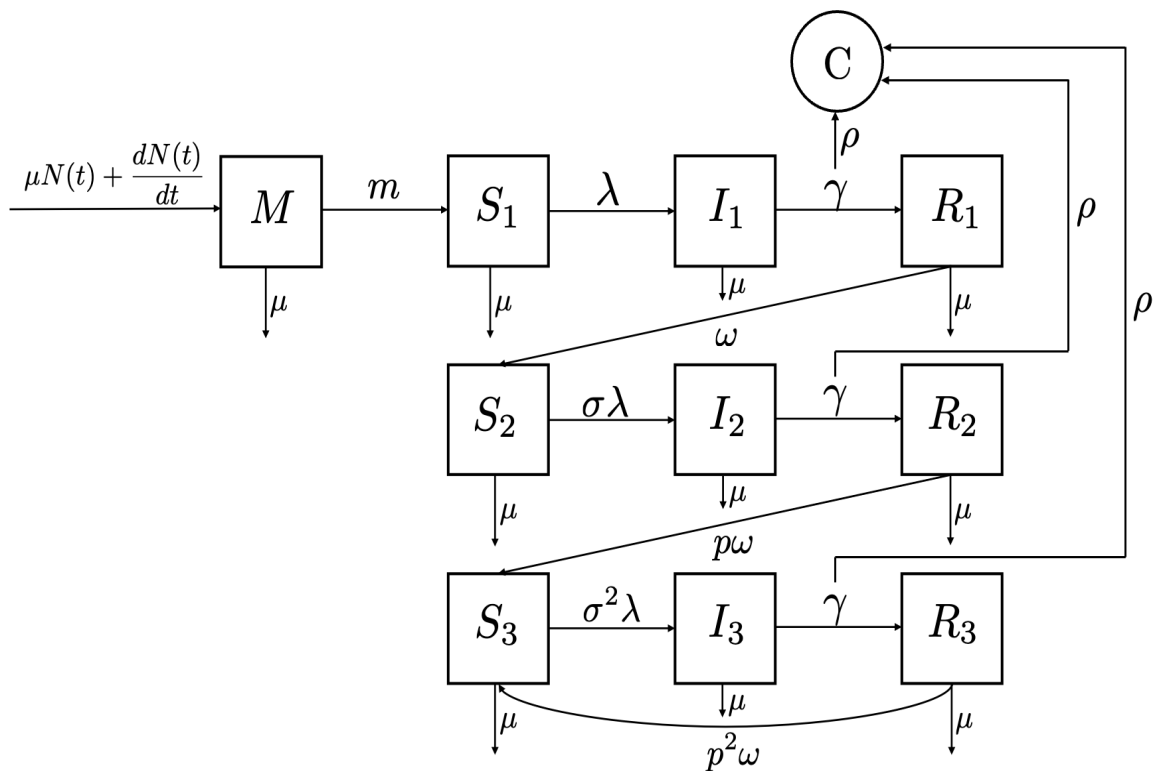 C
μN(t) + dN(t)/dt
M
m
S₁
λ
I₁
γ
ρ
R₁
μ
μ
μ
μ
ω
ρ
ρ
S₂
σλ
I₂
γ
R₂
μ
μ
μ
pω
S₃
σ²λ
I₃
γ
R₃
μ
μ
μ
p²ω